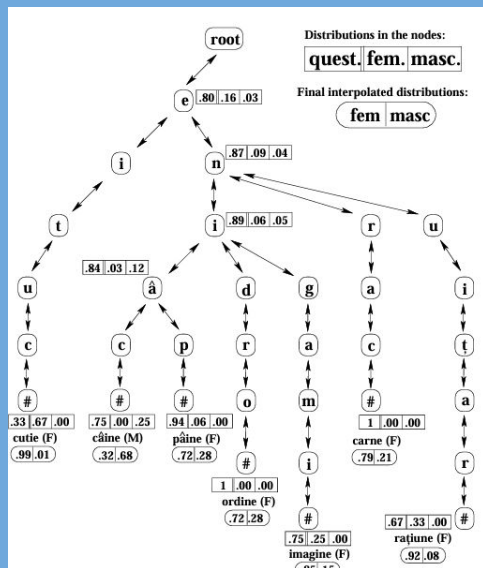 root
Distributions in the nodes:
quest. fem. masc.
Final interpolated distributions:
fem masc
e .80 .16 .03
i n .87 .09 .04
t i .89 .06 .05 r u
.84 .03 .12
u â d g a i
c c p r a c ț
# # # o m # a
.33 .67 .00 .75 .00 .25 .94 .06 .00 1 .00 .00
cutie (F) câine (M) pâine (F) carne (F)
.99 .01 .32 .68 .72 .28 # i .79 .21 r
1 .00 .00
ordine (F)
.72 .28 # .67 .33 .00 #
.75 .25 .00 rațiune (F)
imagine (F) .92 .08